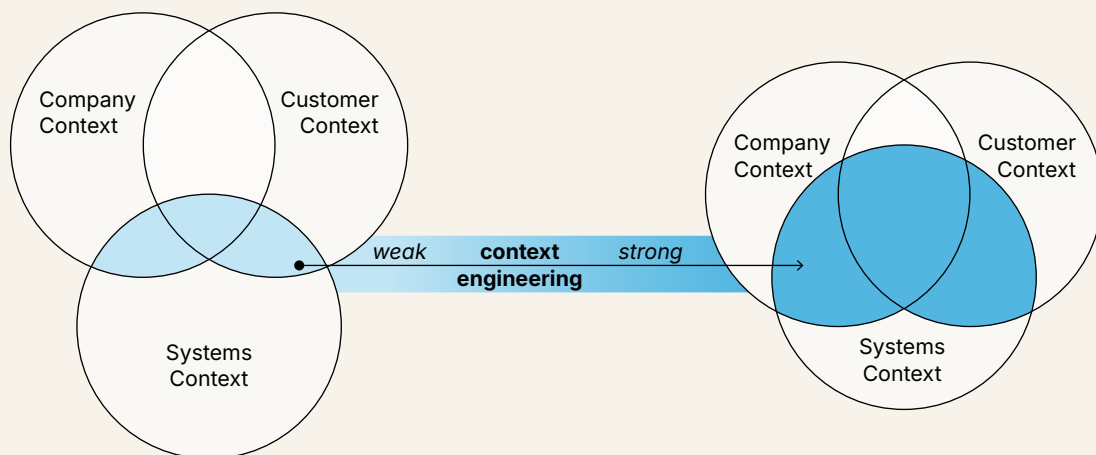 Company
Context
Customer
Context
Systems
Context
weak context strong
engineering
Company
Context
Customer
Context
Systems
Context